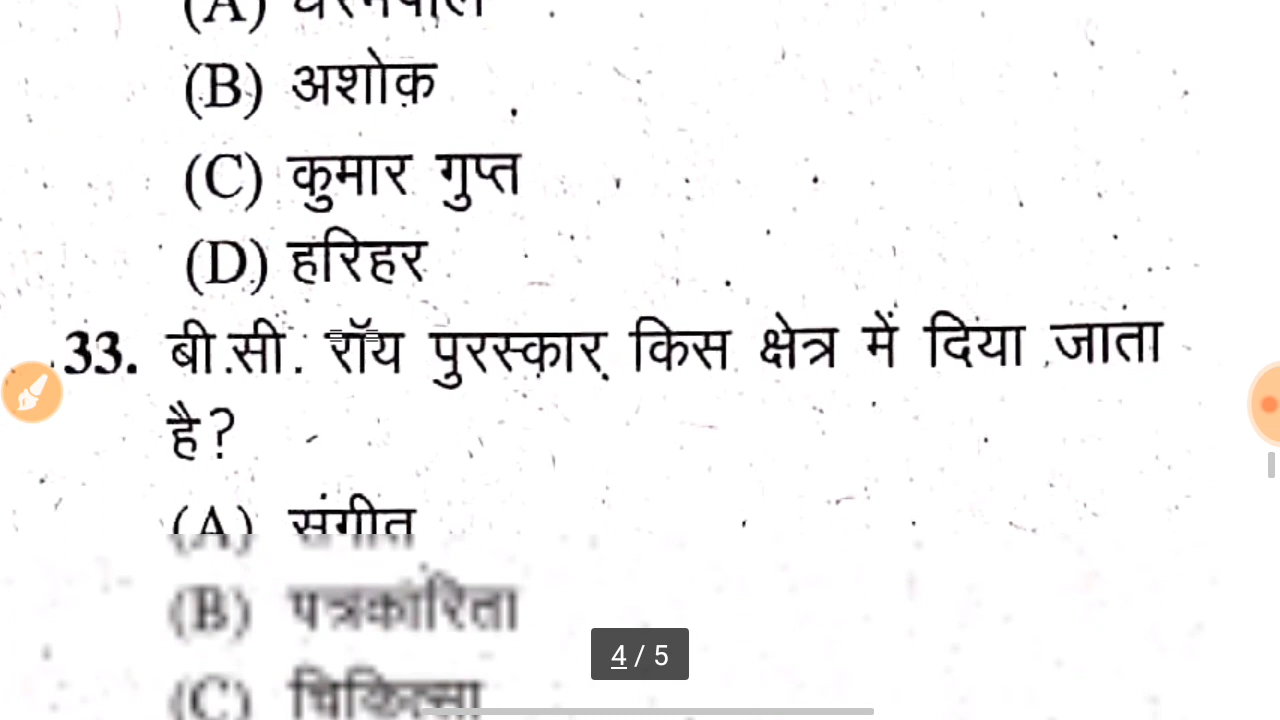 (B) अशोक़
(C) कुमार गुप्त
(D) हरिहर
33. बी.सी. रॉय पुरस्कार किस क्षेत्र में दिया जाता
है?
(A) संगीत
(B) पत्रकारिता
(C) चिकित्सा
4 / 5